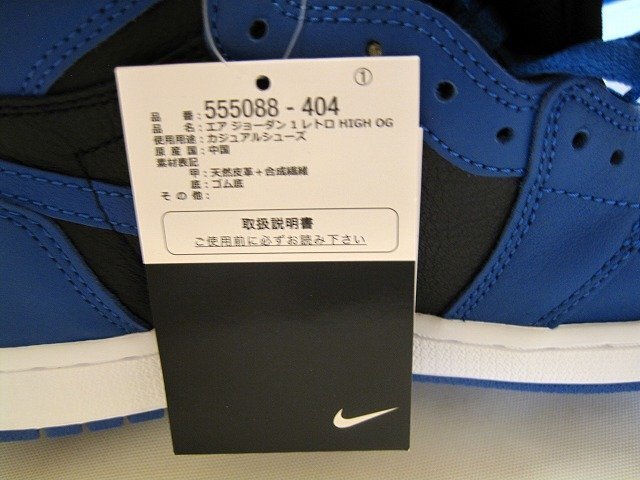 ①
品 番：555088 - 404
品 名：エア ジョーダン 1 レトロ HIGH OG
使用用途：カジュアルシューズ
原 産 国：中国
素材表記
甲：天然皮革＋合成繊維
底：ゴム底
そ の 他：
取扱説明書
ご使用前に必ずお読み下さい